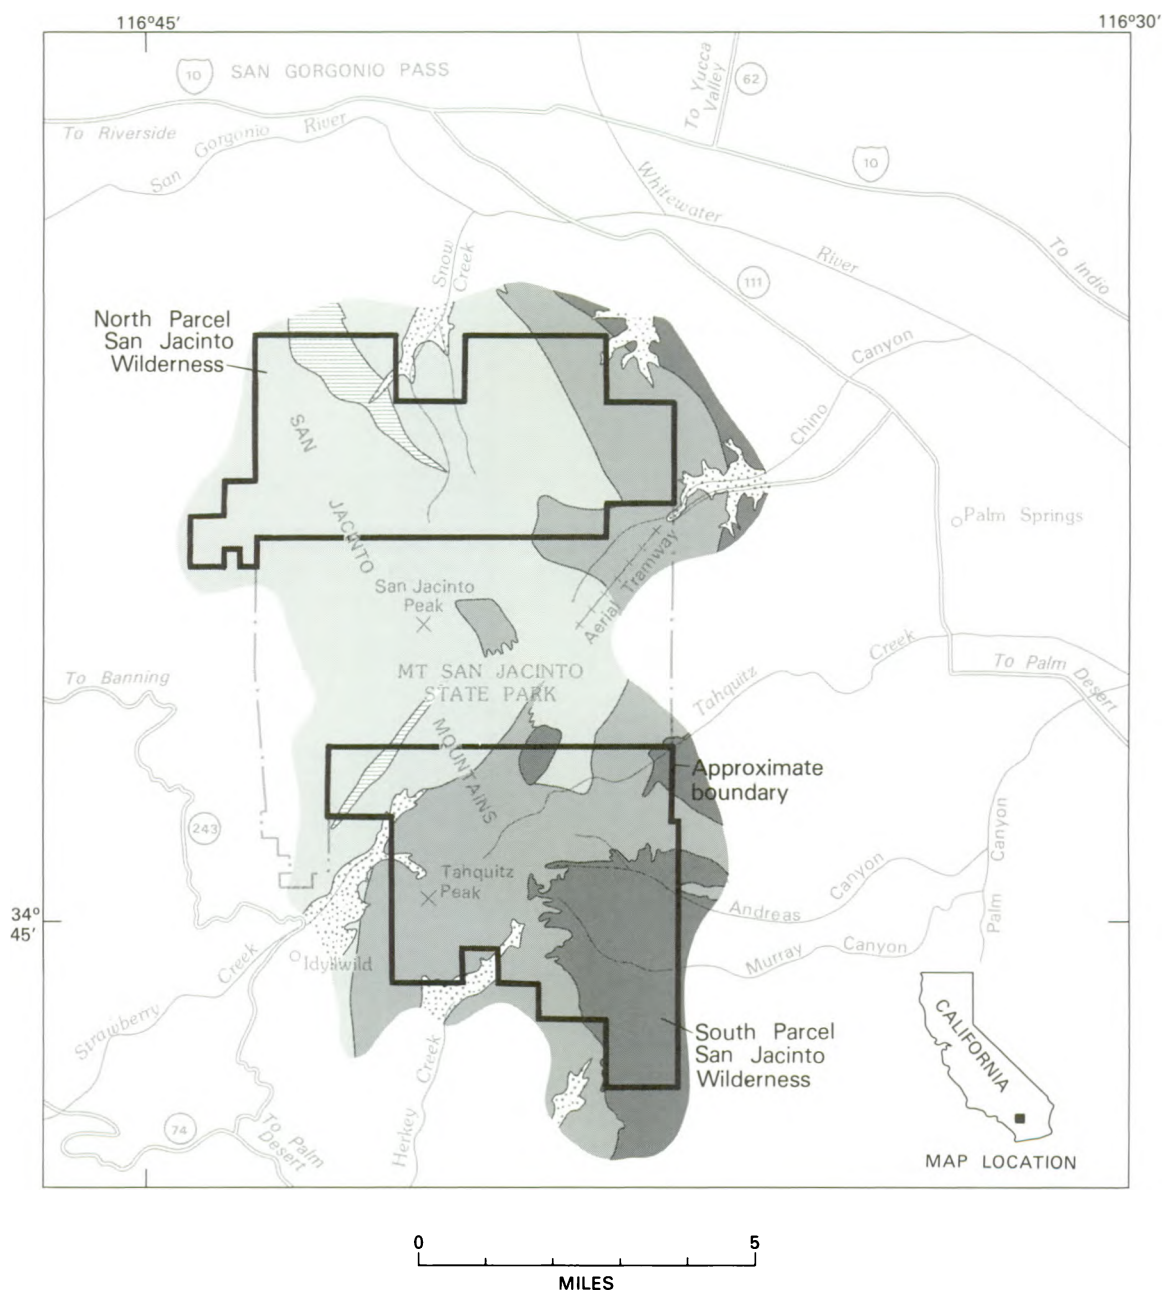 116°45'
116°30'
10
SAN GORGONIO PASS
To Yucca
Valley
62
To Riverside
San Gorgonio River
10
Whitewater
River
To Indio
Snow
Creek
111
North Parcel
San Jacinto
Wilderness
Canyon
Chino
SAN
JACINTO
MOUNTAINS
Palm Springs
Aerial Tramway
San Jacinto
Peak
MT SAN JACINTO
STATE PARK
To Banning
Tahquitz
Creek
To Palm
Desert
Approximate
boundary
243
Tahquitz
Peak
Canyon
Andreas
Palm Canyon
34°
45'
Murray Canyon
Idyllwild
Strawberry Creek
South Parcel
San Jacinto
Wilderness
Herkey Creek
74
To Palm
Desert
CALIFORNIA
MAP LOCATION
0 5
MILES